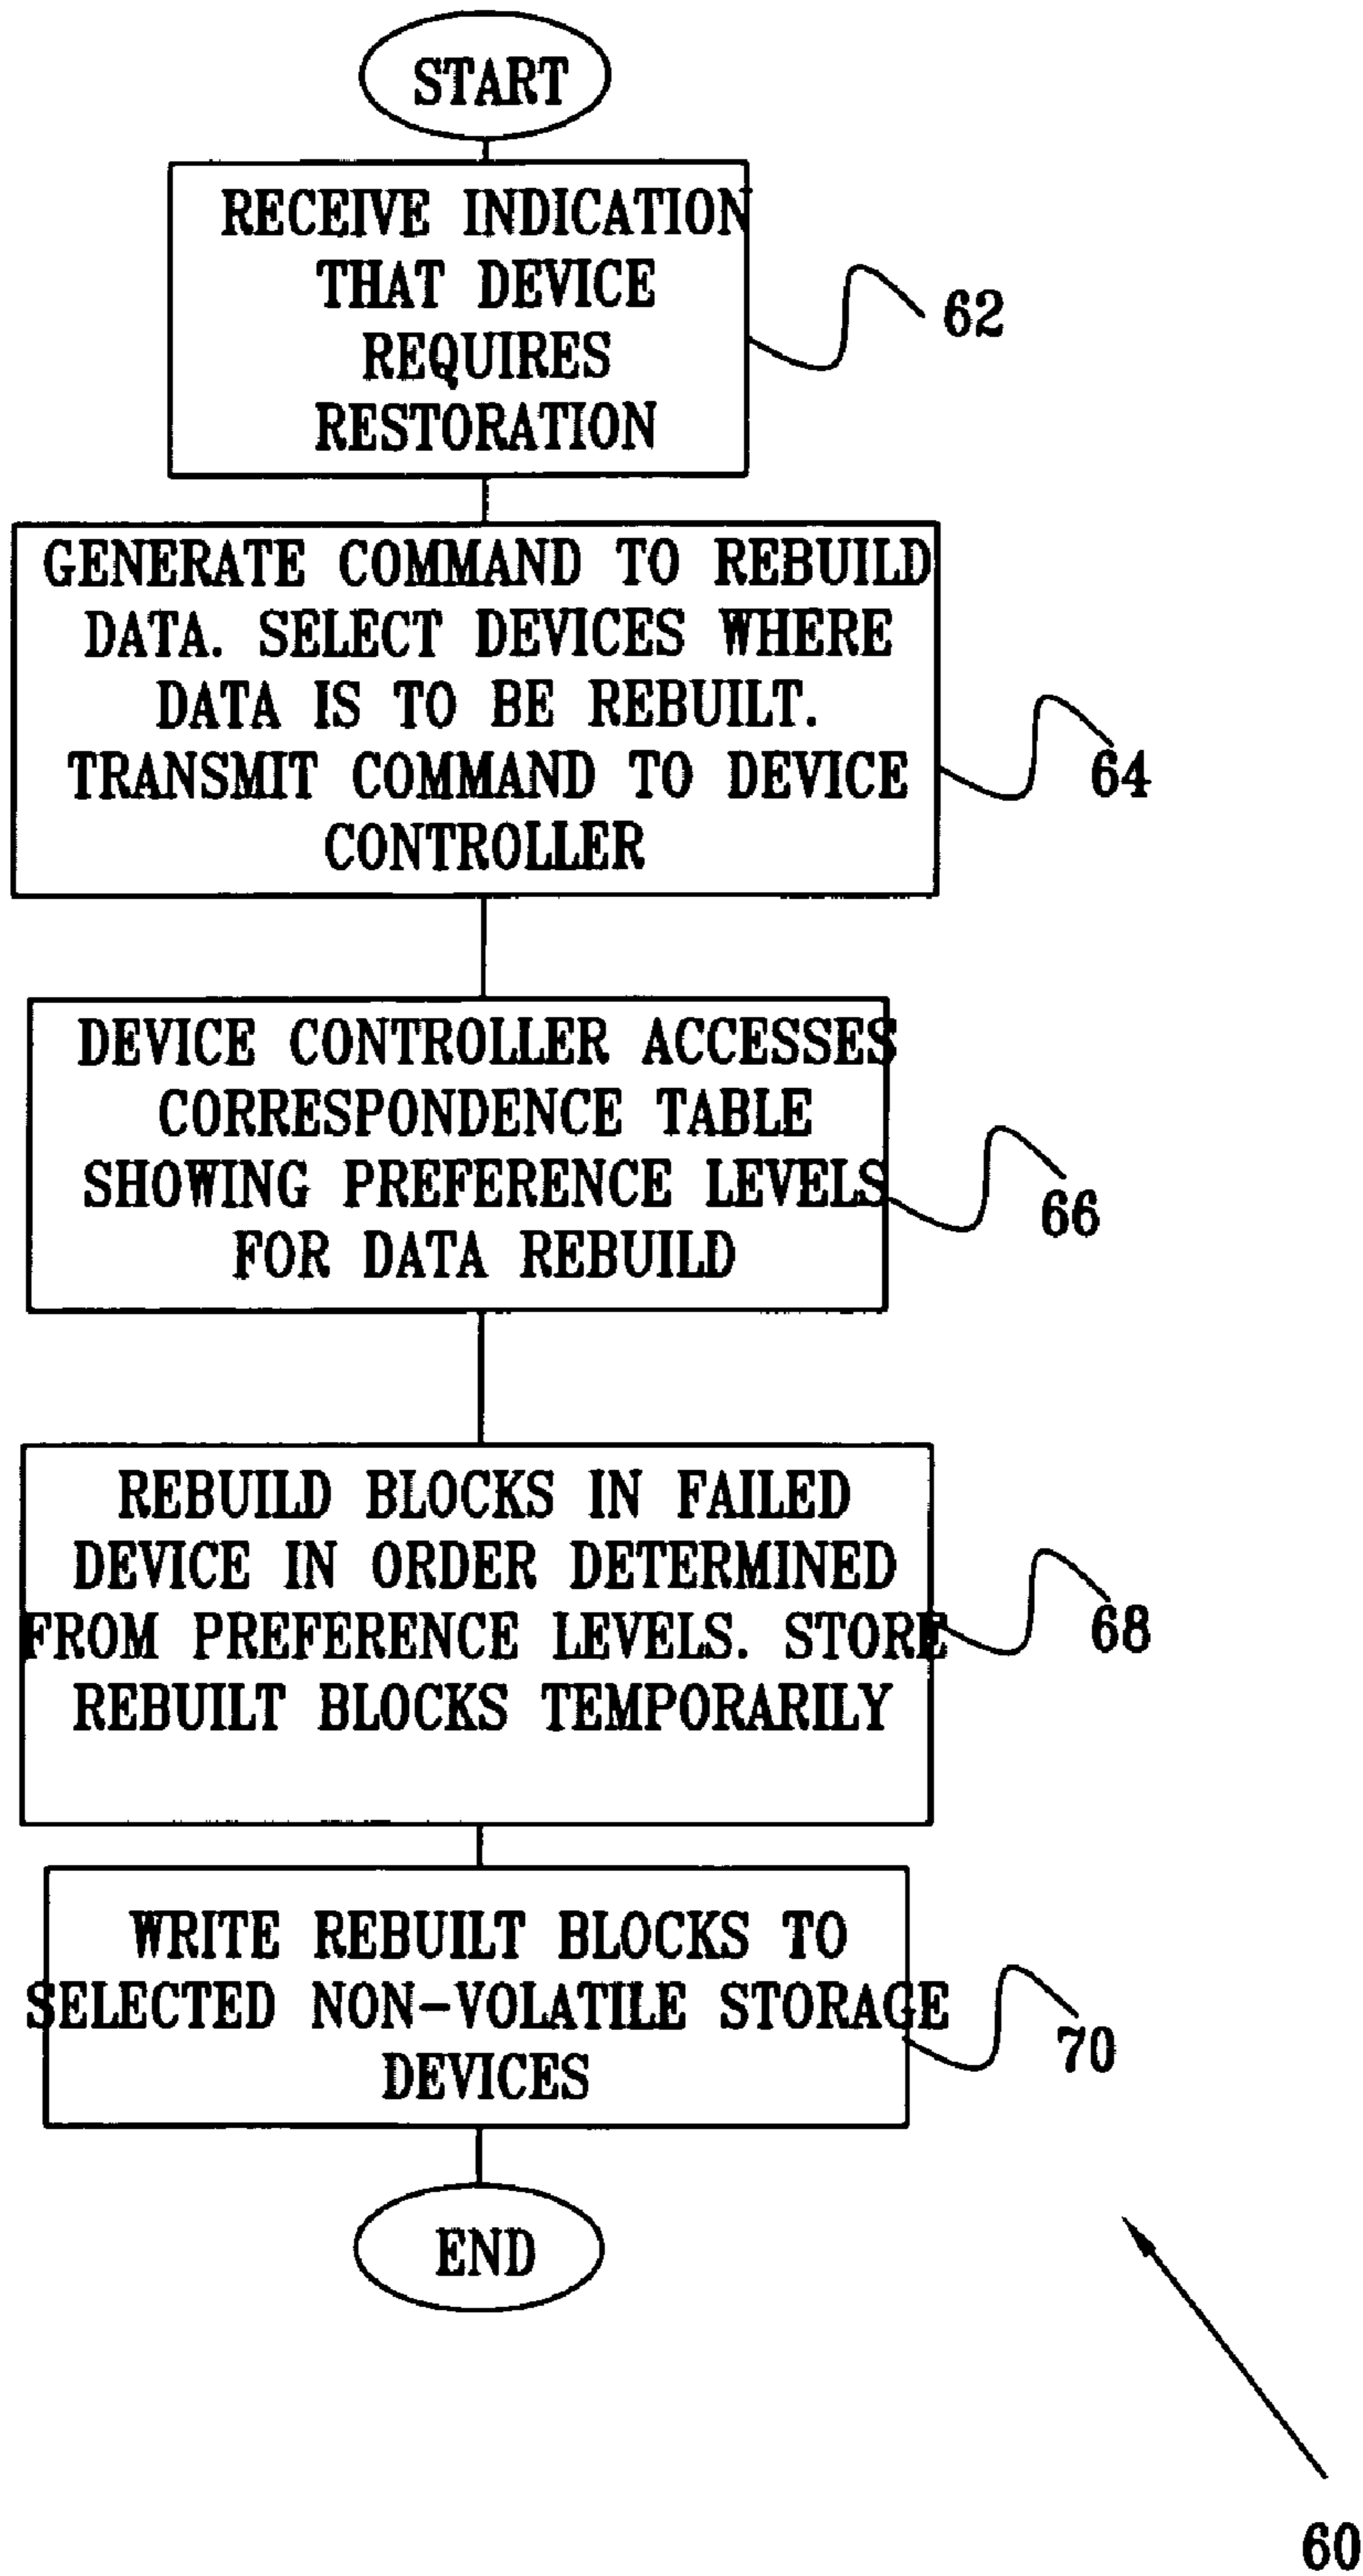 START
RECEIVE INDICATION
THAT DEVICE
REQUIRES
RESTORATION
62
GENERATE COMMAND TO REBUILD
DATA. SELECT DEVICES WHERE
DATA IS TO BE REBUILT.
TRANSMIT COMMAND TO DEVICE
CONTROLLER
64
DEVICE CONTROLLER ACCESSES
CORRESPONDENCE TABLE
SHOWING PREFERENCE LEVELS
FOR DATA REBUILD
66
REBUILD BLOCKS IN FAILED
DEVICE IN ORDER DETERMINED
FROM PREFERENCE LEVELS. STORE
REBUILT BLOCKS TEMPORARILY
68
WRITE REBUILT BLOCKS TO
SELECTED NON-VOLATILE STORAGE
DEVICES
70
END
60